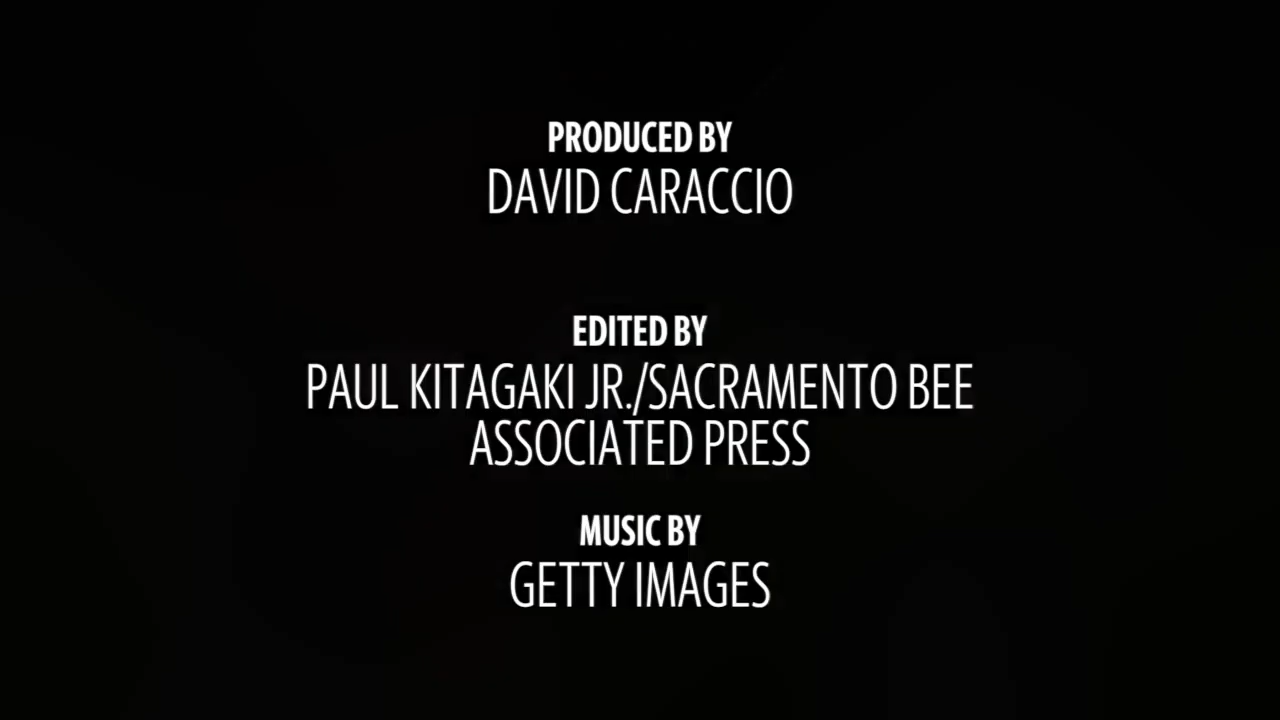 PRODUCED BY
DAVID CARACCIO
EDITED BY
PAUL KITAGAKI JR./SACRAMENTO BEE
ASSOCIATED PRESS
MUSIC BY
GETTY IMAGES